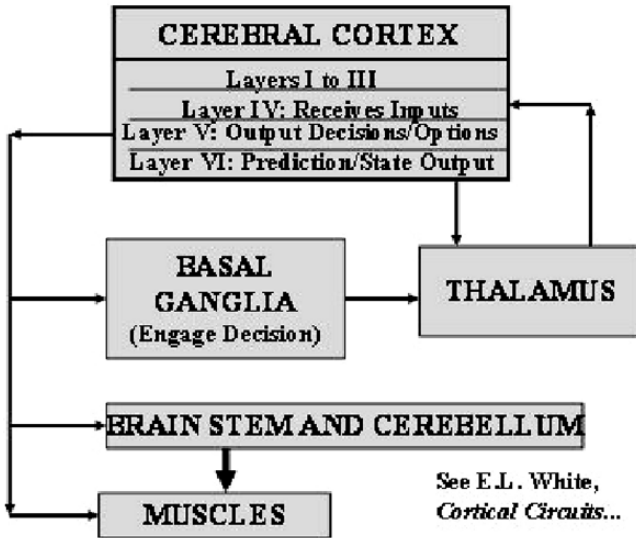 CEREBRAL CORTEX
Layers I to III
Layer IV: Receives Inputs
Layer V: Output Decisions/Options
Layer VI: Prediction/State Output
BASAL
GANGLIA
(Engage Decision)
THALAMUS
BRAIN STEM AND CEREBELLUM
MUSCLES
See E.L. White,
Cortical Circuits...